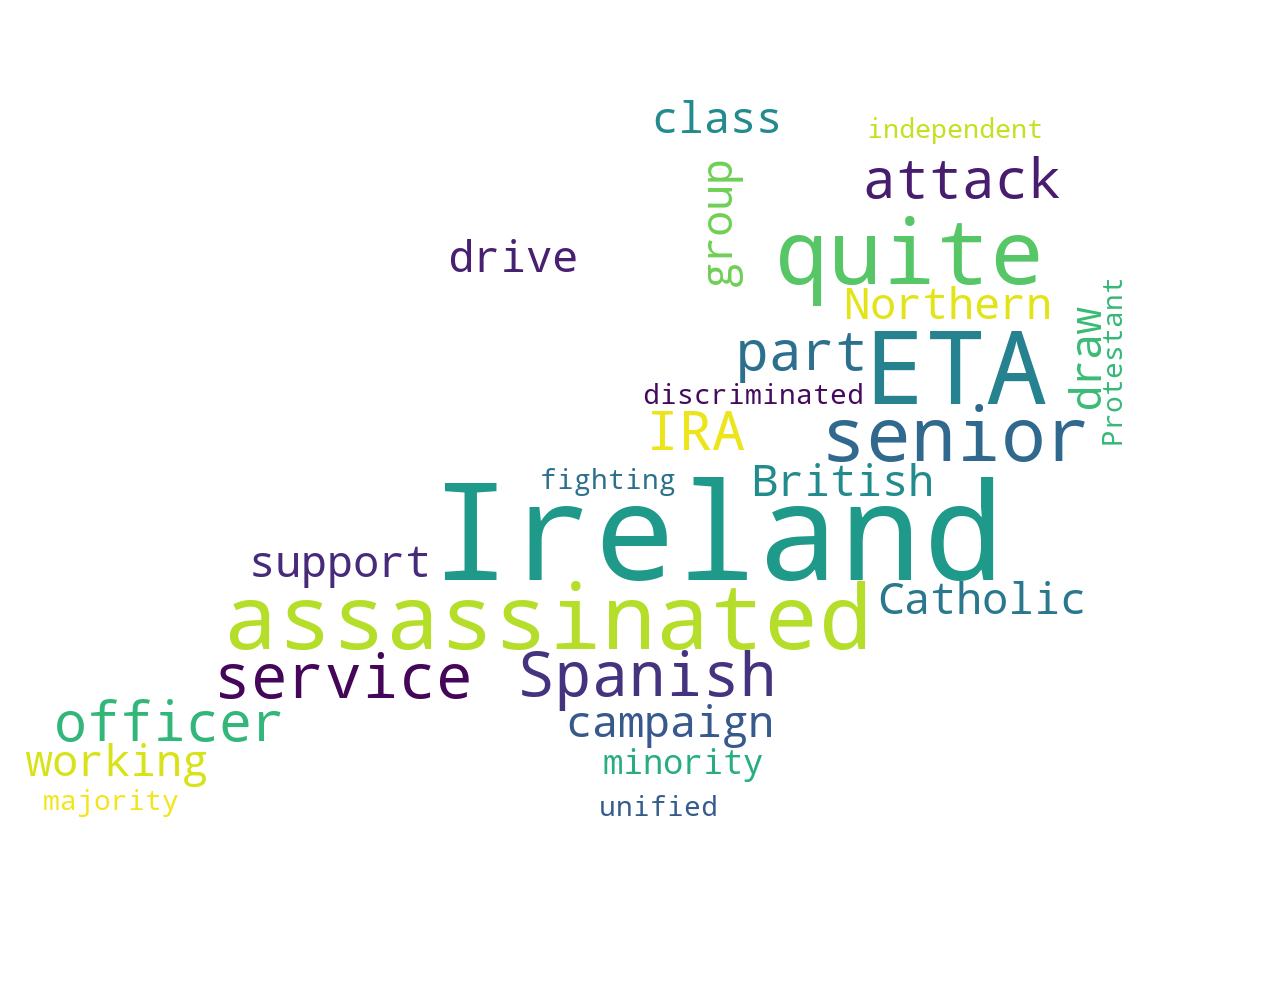 class
independent
attack
group
quite
drive
Northern
Protestant
draw
part
ETA
discriminated
IRA
senior
fighting
British
Ireland
support
assassinated
Catholic
service
Spanish
officer
campaign
working
minority
majority
unified